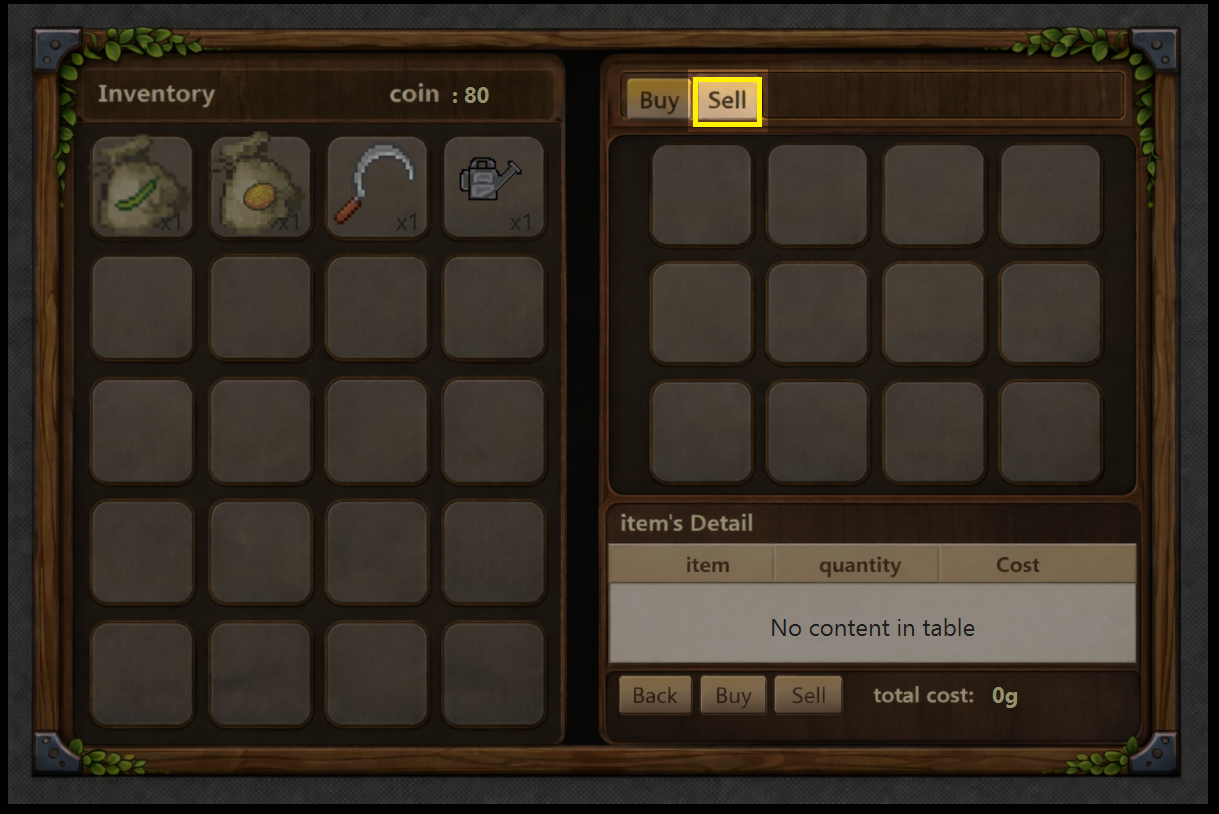 Inventory coin : 80
Buy Sell
x1 x1 x1 x1
item's Detail
item quantity Cost
No content in table
Back Buy Sell total cost: 0g